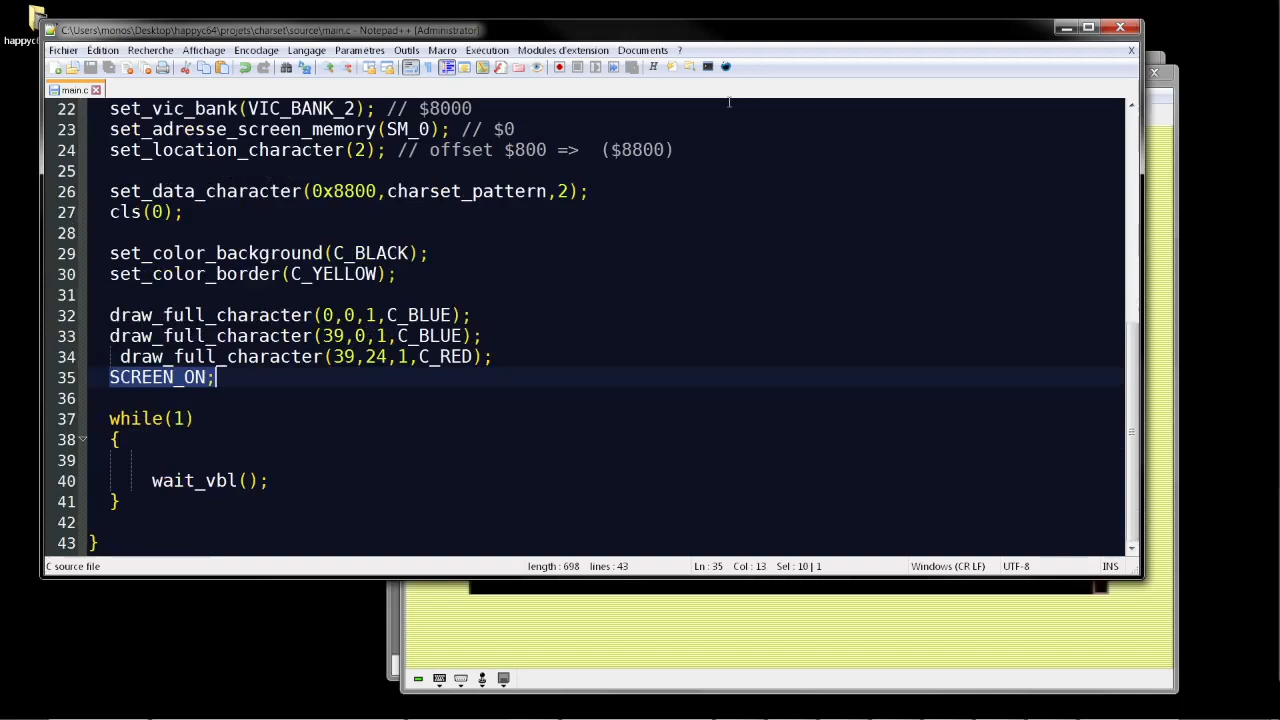 happyc6
C:\Users\monos\Desktop\happyc64\projets\charset\source\main.c - Notepad++ [Administrator]
Fichier Édition Recherche Affichage Encodage Langage Paramètres Outils Macro Exécution Modules d'extension Documents ? X
main.c
22 set_vic_bank(VIC_BANK_2); // $8000
23 set_adresse_screen_memory(SM_0); // $0
24 set_location_character(2); // offset $800 => ($8800)
25
26 set_data_character(0x8800,charset_pattern,2);
27 cls(0);
28
29 set_color_background(C_BLACK);
30 set_color_border(C_YELLOW);
31
32 draw_full_character(0,0,1,C_BLUE);
33 draw_full_character(39,0,1,C_BLUE);
34 draw_full_character(39,24,1,C_RED);
35 SCREEN_ON;
36
37 while(1)
38 {
39
40 wait_vbl();
41 }
42
43 }
C source file length : 698 lines : 43 Ln : 35 Col : 13 Sel : 10 | 1 Windows (CR LF) UTF-8 INS